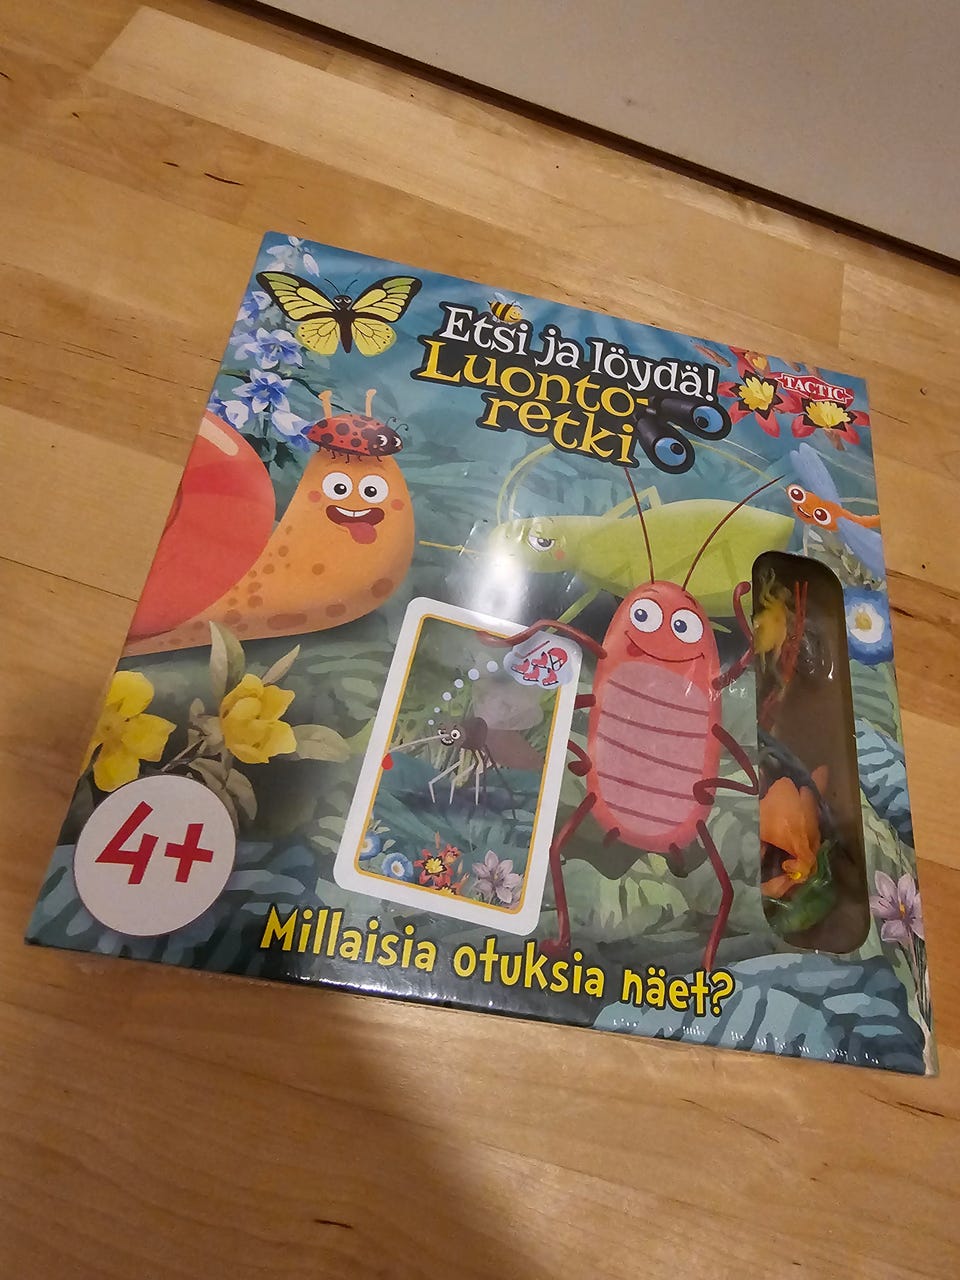 Etsi ja löydä!
Luonto-
retki
TACTIC
4+
Millaisia otuksia näet?